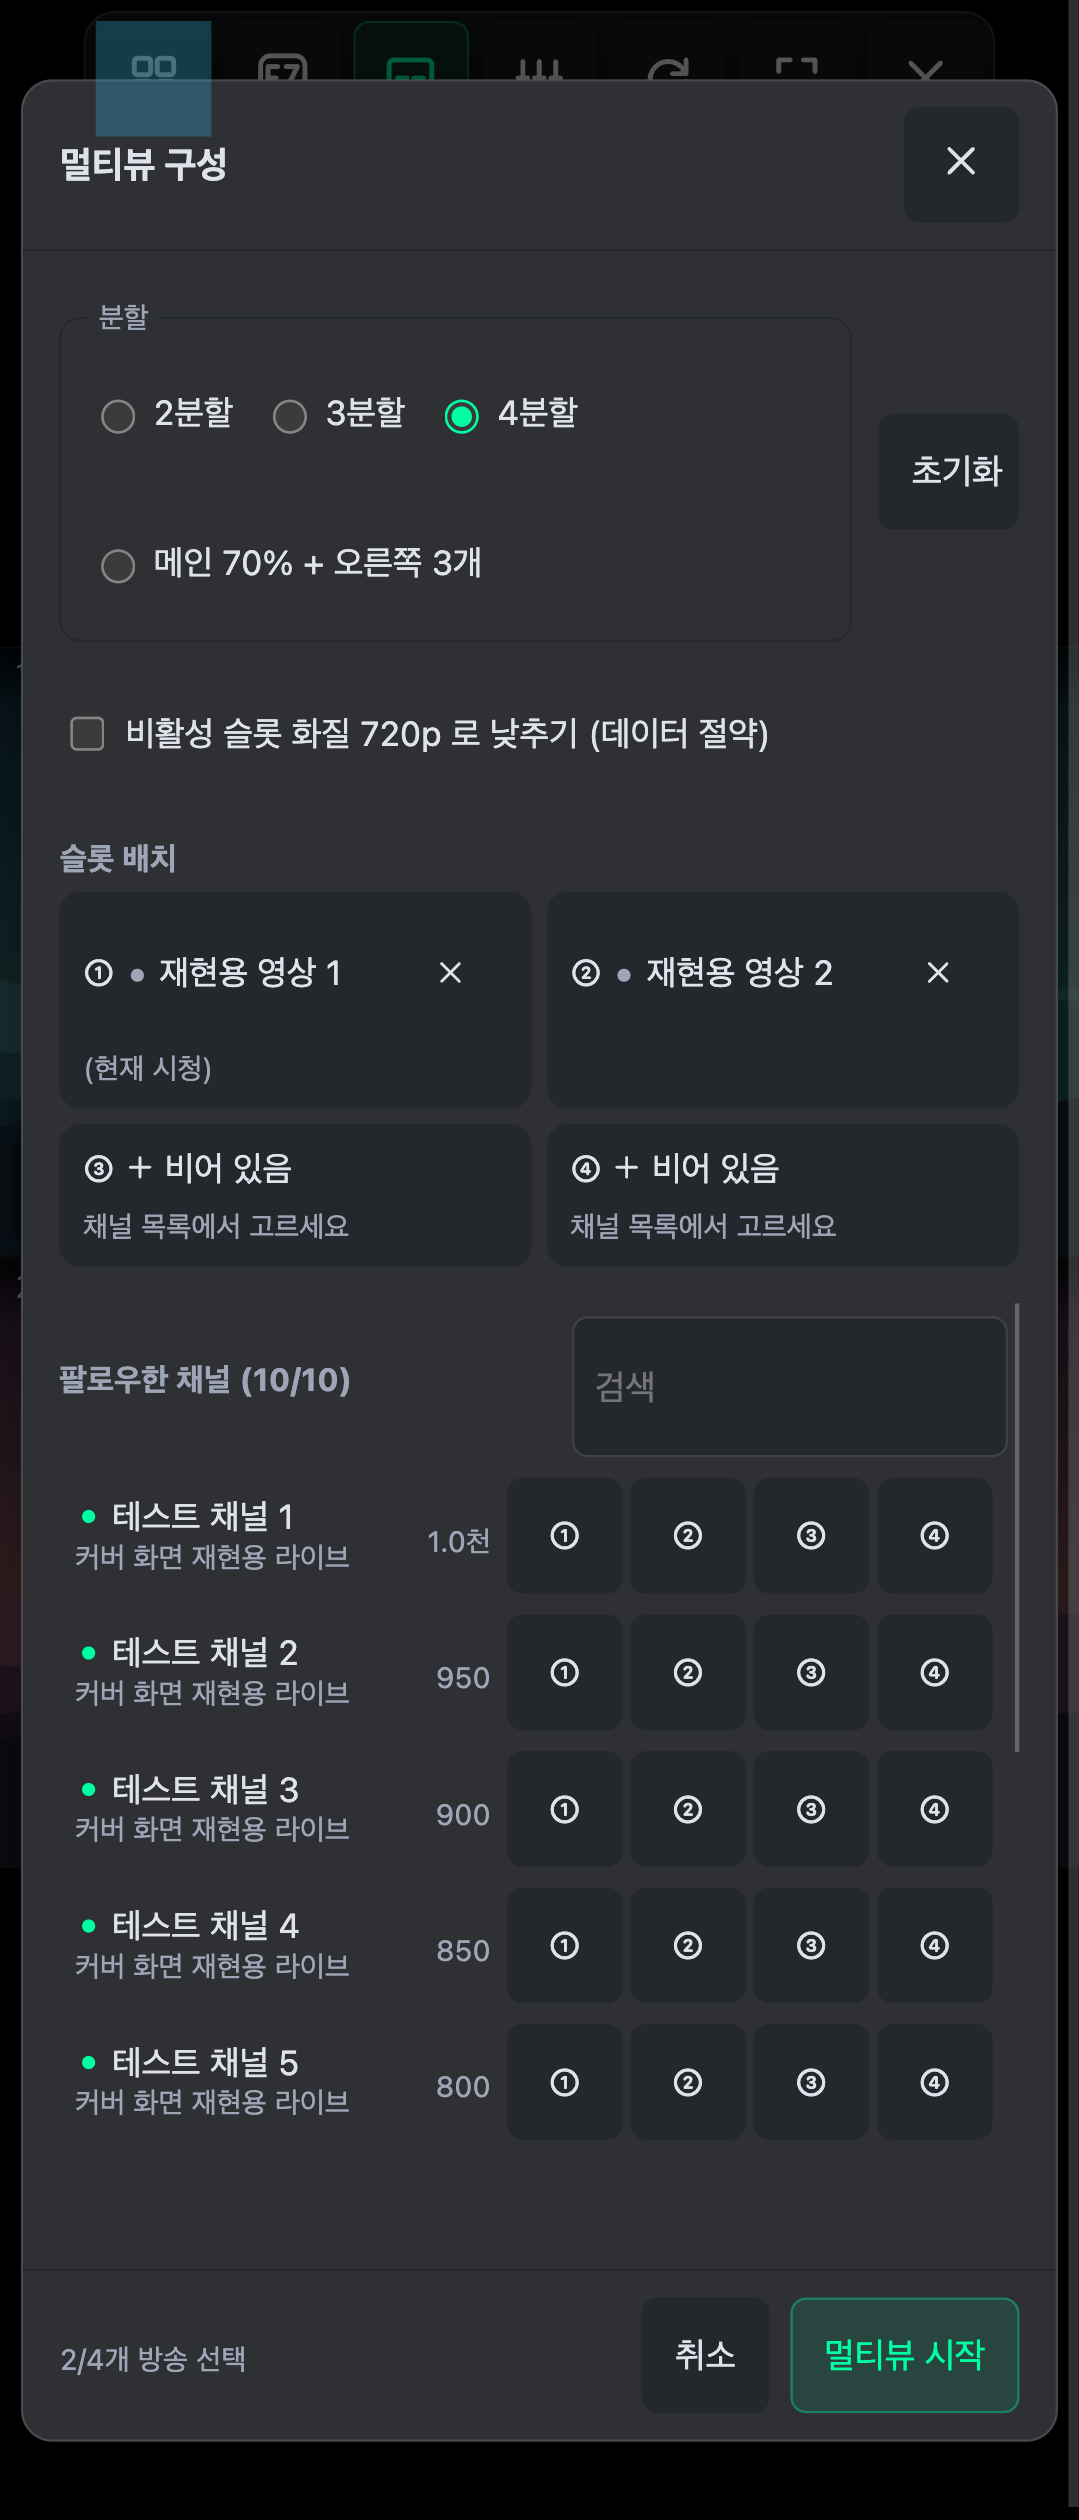 멀티뷰 구성
분할
2분할 3분할 4분할
초기화
메인 70% + 오른쪽 3개
비활성 슬롯 화질 720p 로 낮추기 (데이터 절약)
슬롯 배치
① 재현용 영상 1
(현재 시청)
② 재현용 영상 2
③ + 비어 있음
채널 목록에서 고르세요
④ + 비어 있음
채널 목록에서 고르세요
팔로우한 채널 (10/10)
검색
테스트 채널 1
커버 화면 재현용 라이브
1.0천 ① ② ③ ④
테스트 채널 2
커버 화면 재현용 라이브
950 ① ② ③ ④
테스트 채널 3
커버 화면 재현용 라이브
900 ① ② ③ ④
테스트 채널 4
커버 화면 재현용 라이브
850 ① ② ③ ④
테스트 채널 5
커버 화면 재현용 라이브
800 ① ② ③ ④
2/4개 방송 선택
취소
멀티뷰 시작